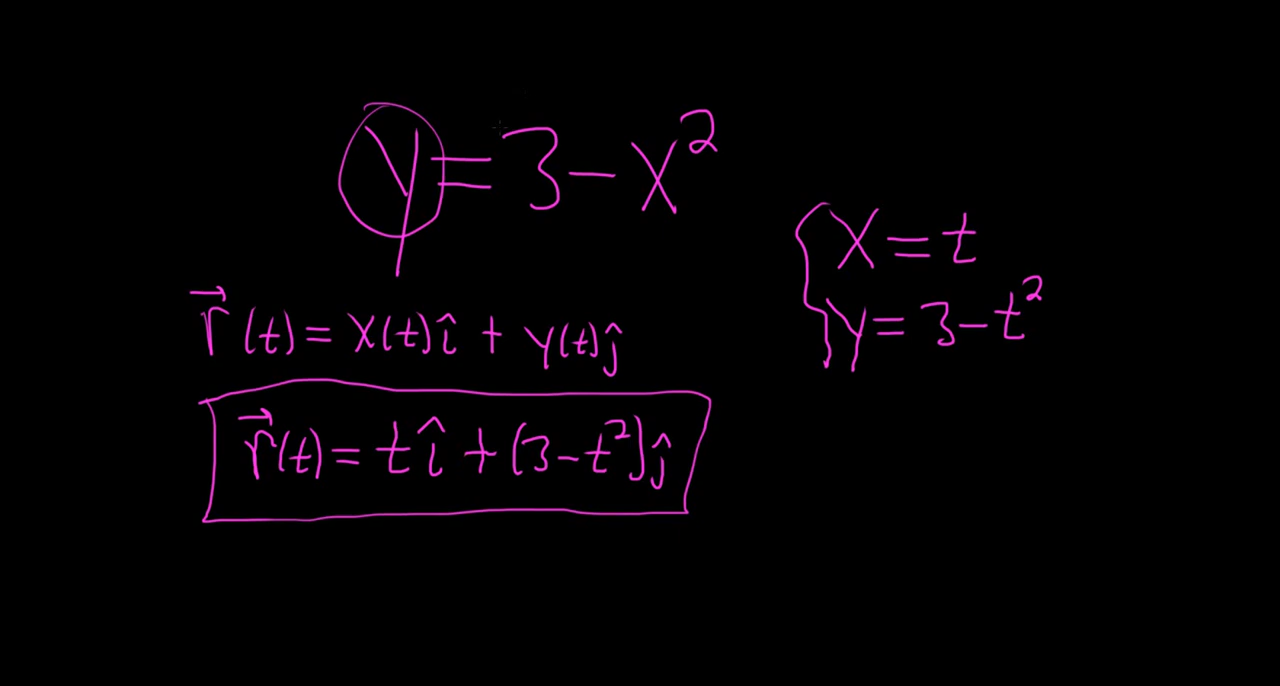 y = 3 - x²
x = t
y = 3 - t²
r⃗(t) = x(t)î + y(t)ĵ
r⃗(t) = tî + (3 - t²)ĵ